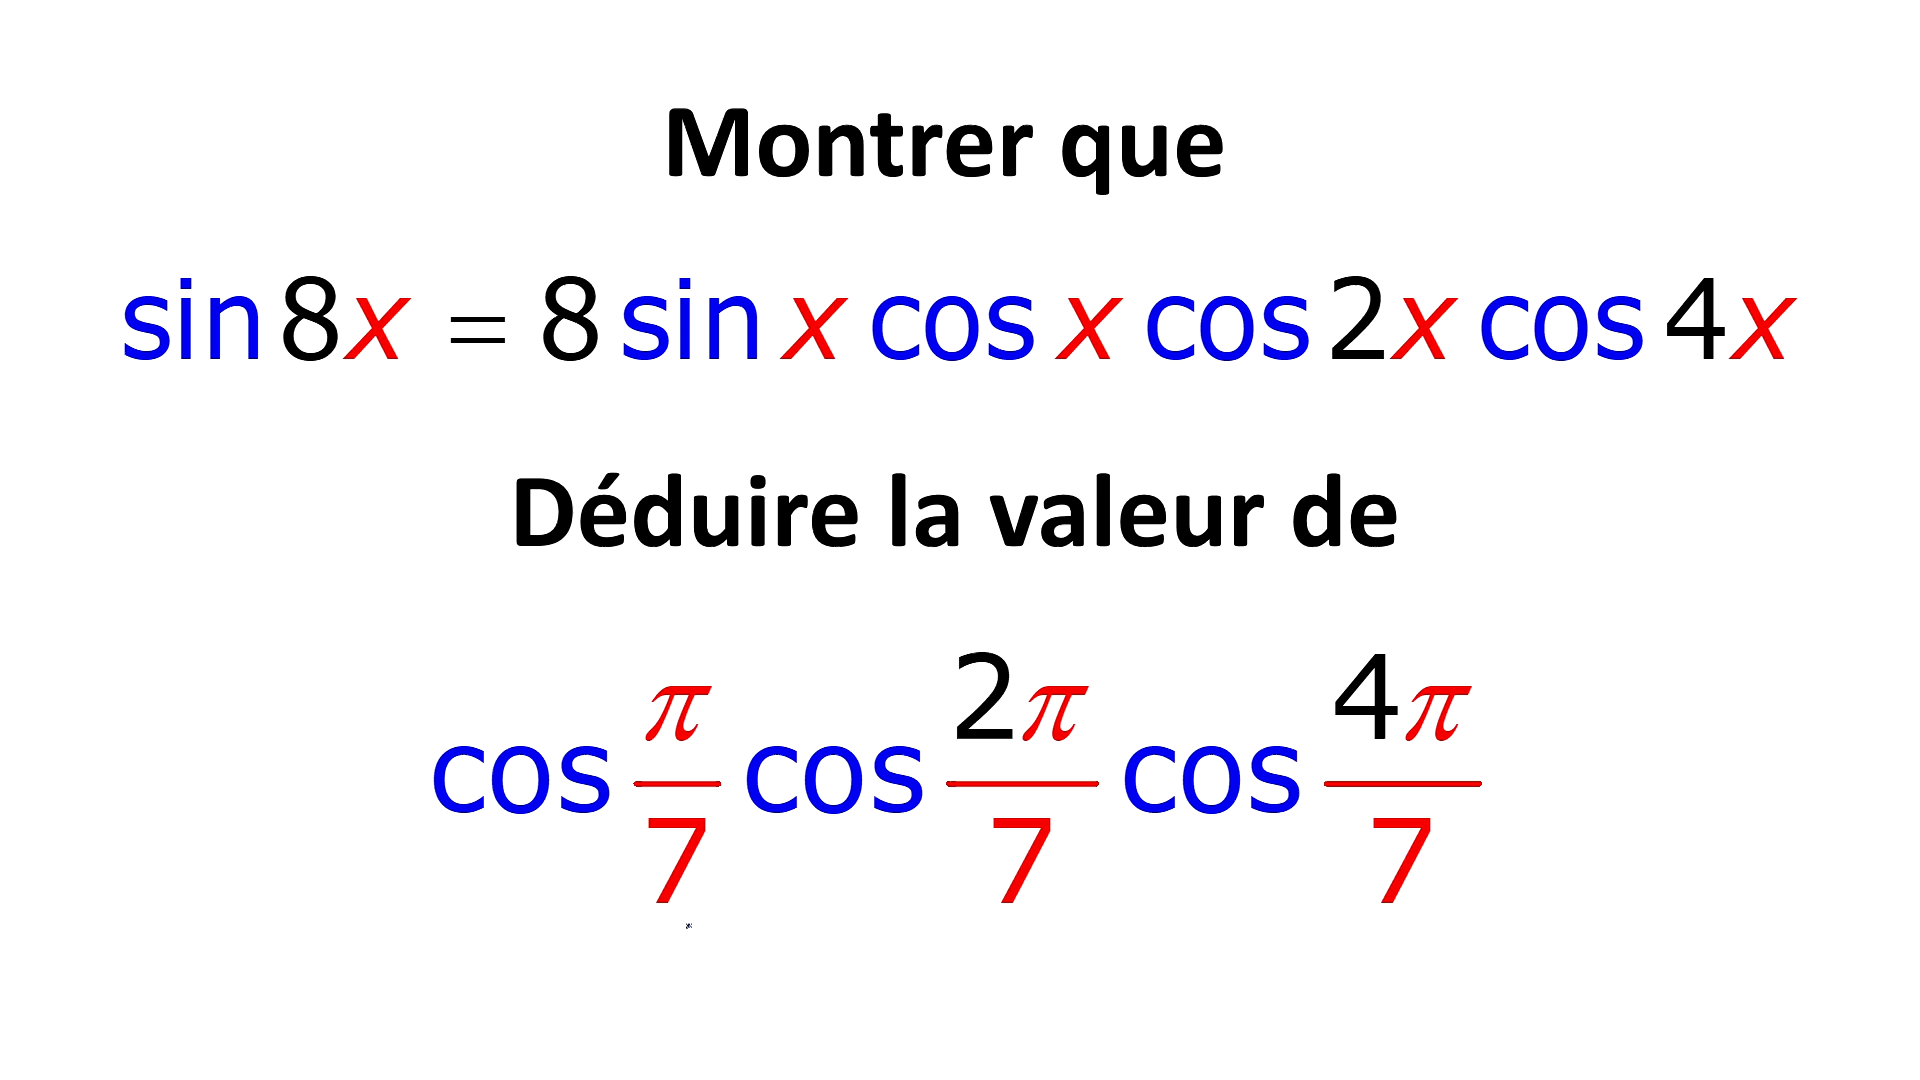 Montrer que
sin 8x = 8 sin x cos x cos 2x cos 4x
Déduire la valeur de
cos π/7 cos 2π/7 cos 4π/7